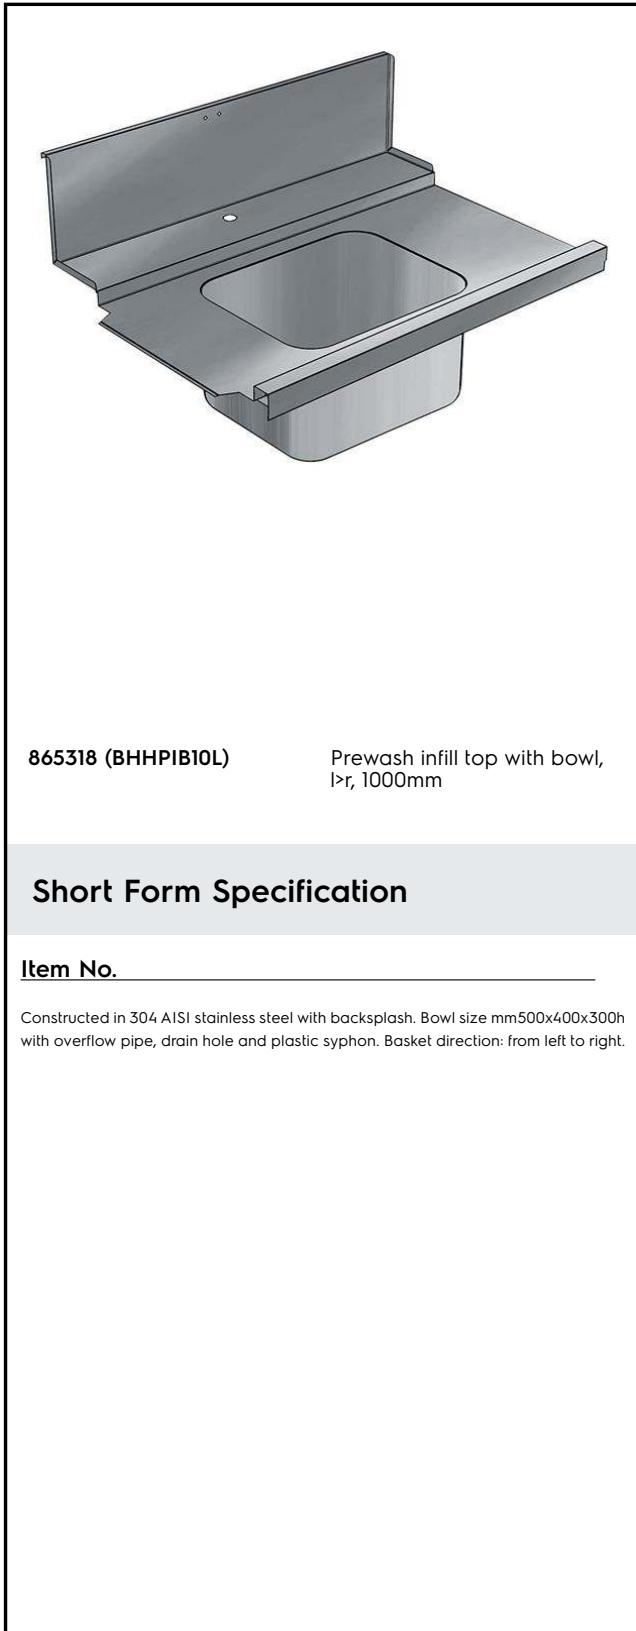 865318 (BHHPIB10L)
Prewash infill top with bowl,
l>r, 1000mm
Short Form Specification
Item No.
Constructed in 304 AISI stainless steel with backsplash. Bowl size mm500x400x300h
with overflow pipe, drain hole and plastic syphon. Basket direction: from left to right.